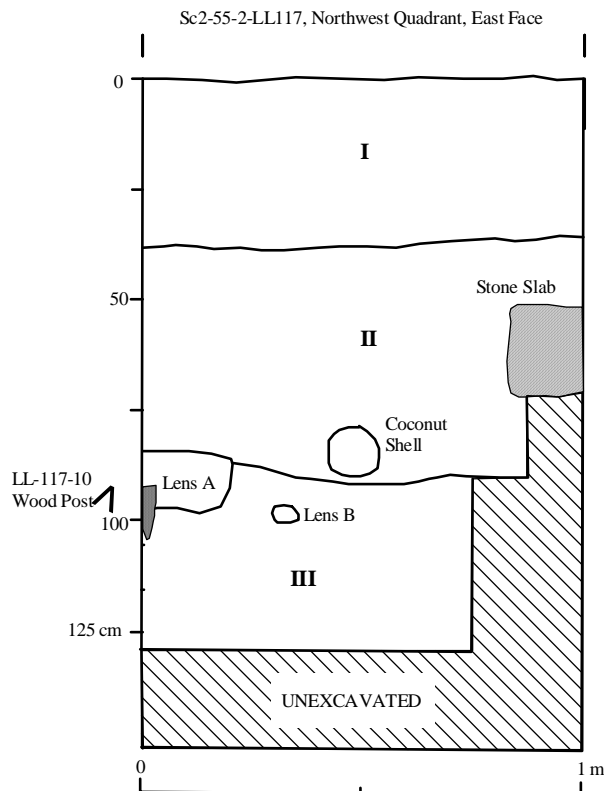 Sc2-55-2-LL117, Northwest Quadrant, East Face
0
I
50
Stone Slab
II
Coconut
Shell
LL-117-10
Wood Post
Lens A
100
Lens B
III
125 cm
UNEXCAVATED
0
1 m